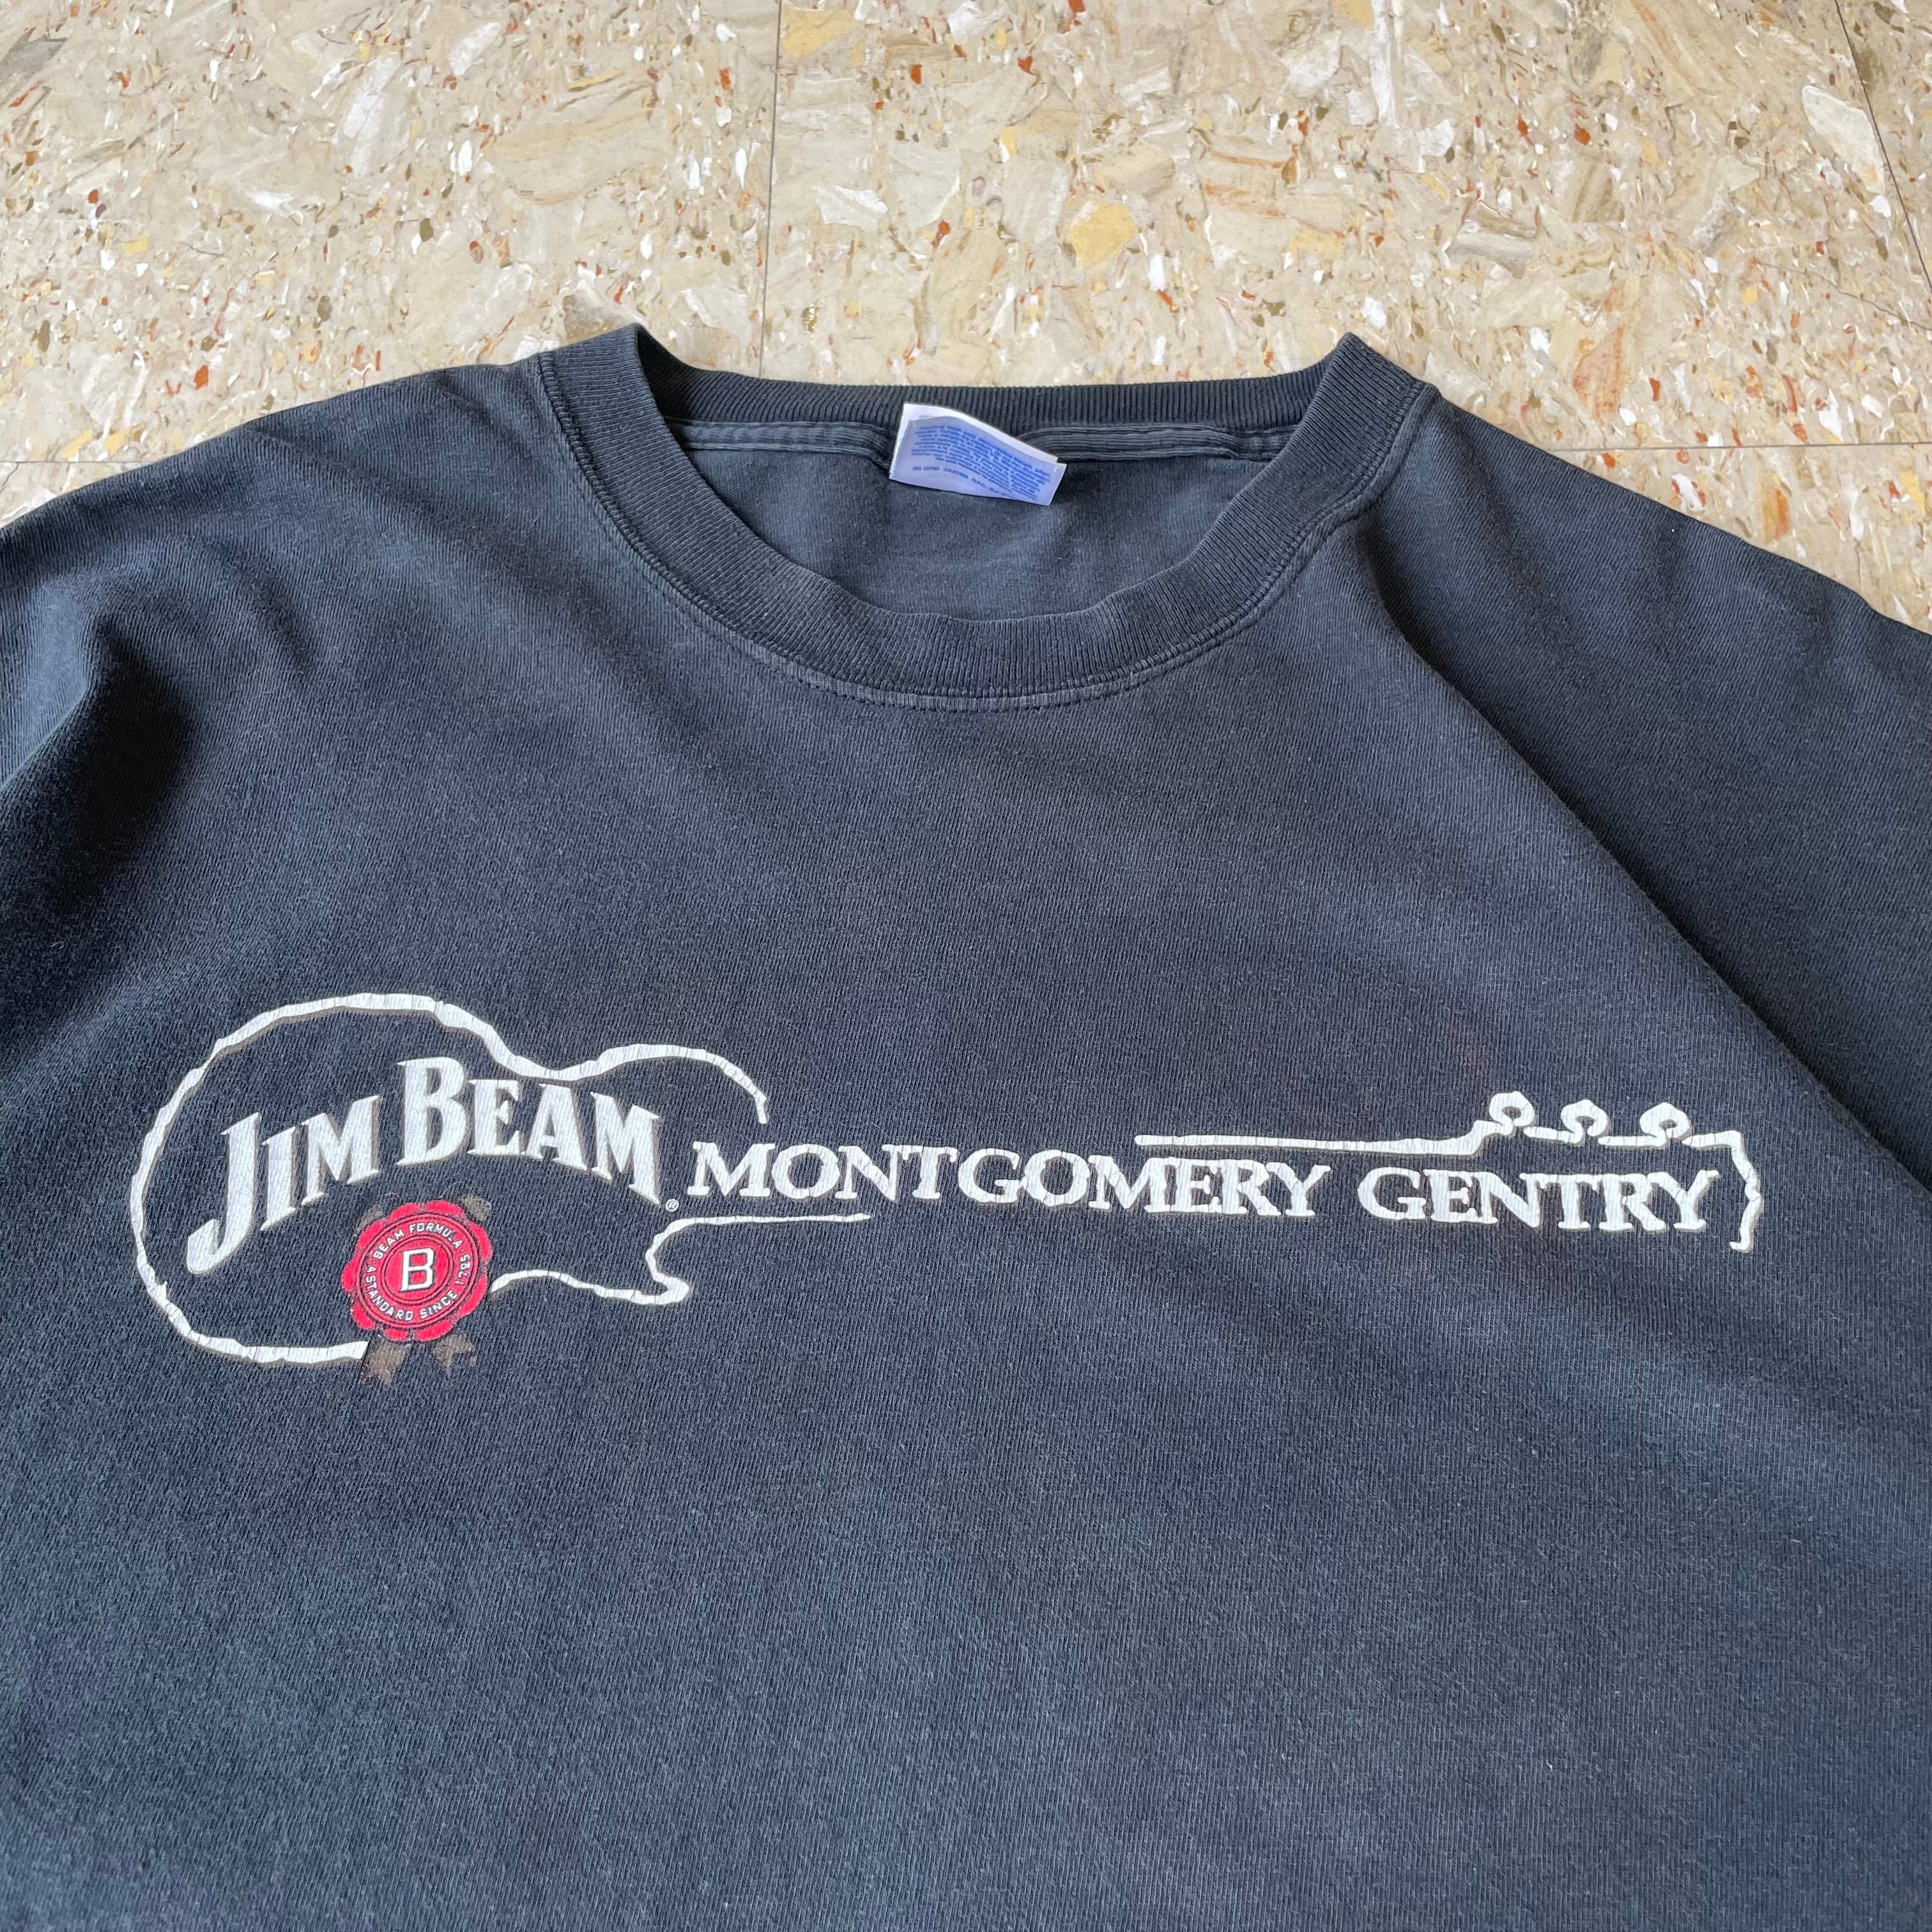 JIM BEAM
®
MONTGOMERY GENTRY
BEAM FORMULA
B
A STANDARD SINCE 1795